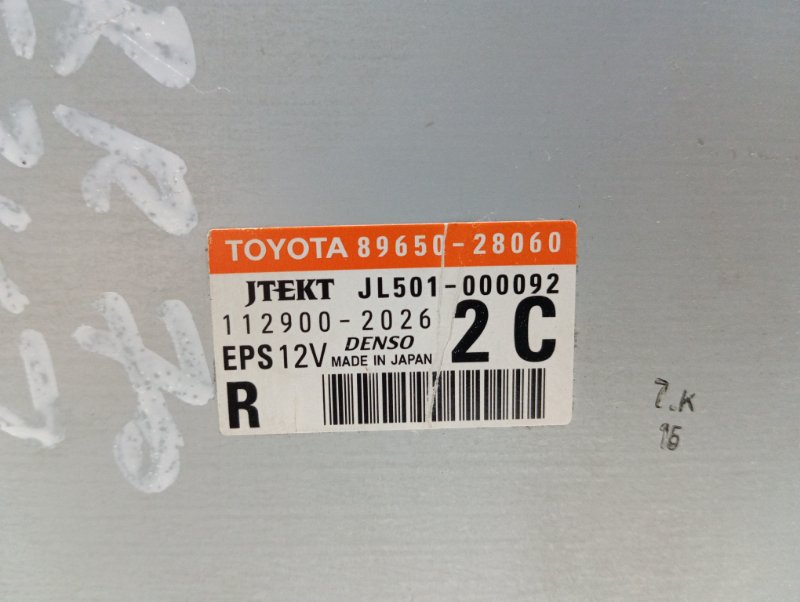 TOYOTA 89650-28060
JTEKT JL501-000092
112900-2026
2C
DENSO
EPS 12V MADE IN JAPAN
R